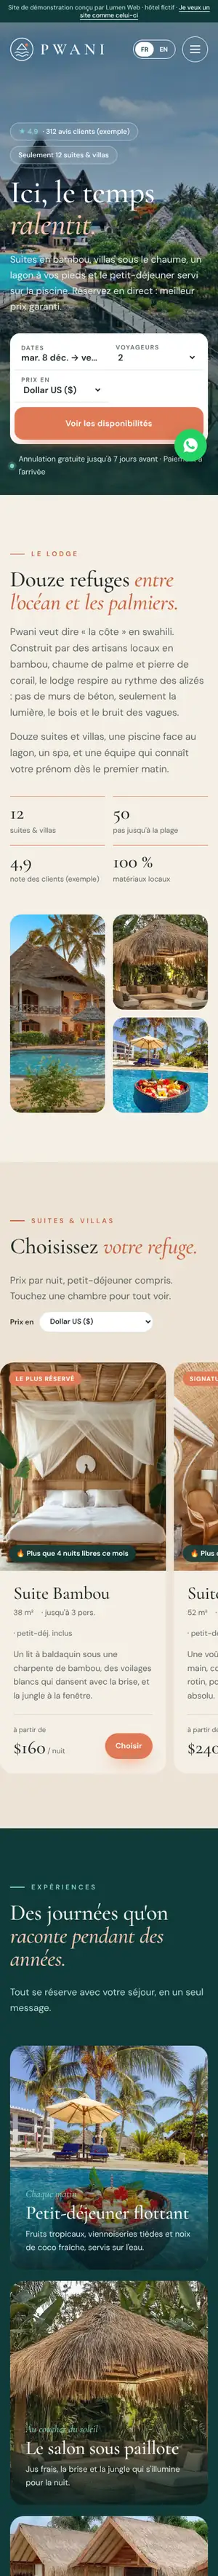 Site de démonstration conçu par Lumen Web · hôtel fictif · Je veux un
site comme celui-ci
PWANI
FR EN
★ 4,9 · 312 avis clients (exemple)
Seulement 12 suites & villas
Ici, le temps
ralentit.
Suites en bambou, villas sous le chaume, un
lagon à vos pieds et le petit-déjeuner servi
sur la piscine. Réservez en direct : meilleur
prix garanti.
DATES
mar. 8 déc. → ve...
VOYAGEURS
2
PRIX EN
Dollar US ($)
Voir les disponibilités
Annulation gratuite jusqu'à 7 jours avant · à
l'arrivée
LE LODGE
Douze refuges entre
l'océan et les palmiers.
Pwani veut dire « la côte » en swahili.
Construit par des artisans locaux en
bambou, chaume de palme et pierre de
corail, le lodge respire au rythme des alizés
: pas de murs de béton, seulement la
lumière, le bois et le bruit des vagues.
Douze suites et villas, une piscine face au
lagon, un spa, et une équipe qui connaît
votre prénom dès le premier matin.
12
suites & villas
50
pas jusqu'à la plage
4,9
note des clients (exemple)
100 %
matériaux locaux
SUITES & VILLAS
Choisissez votre refuge.
Prix par nuit, petit-déjeuner compris.
Touchez une chambre pour tout voir.
Prix en
Dollar US ($)
LE PLUS RÉSERVÉ
🔥 Plus que 4 nuits libres ce mois
Suite Bambou
38 m² · jusqu'à 3 pers.
· petit-déj. inclus
Un lit à baldaquin sous une
charpente de bambou, des voilages
blancs qui dansent avec la brise, et
la jungle à la fenêtre.
à partir de
$160 / nuit
Choisir
SIGNATU
🔥 Plus
Suite
52 m² ·
· petit-d
Une voû
main, co
rotin, po
absolu.
à partir de
$240
EXPÉRIENCES
Des journées qu'on
raconte pendant des
années.
Tout se réserve avec votre séjour, en un seul
message.
Chaque matin
Petit-déjeuner flottant
Fruits tropicaux, viennoiseries tièdes et noix
de coco fraîche, servis sur l'eau.
Au coucher du soleil
Le salon sous paillote
Jus frais, la brise et la jungle qui s'illumine
pour la nuit.